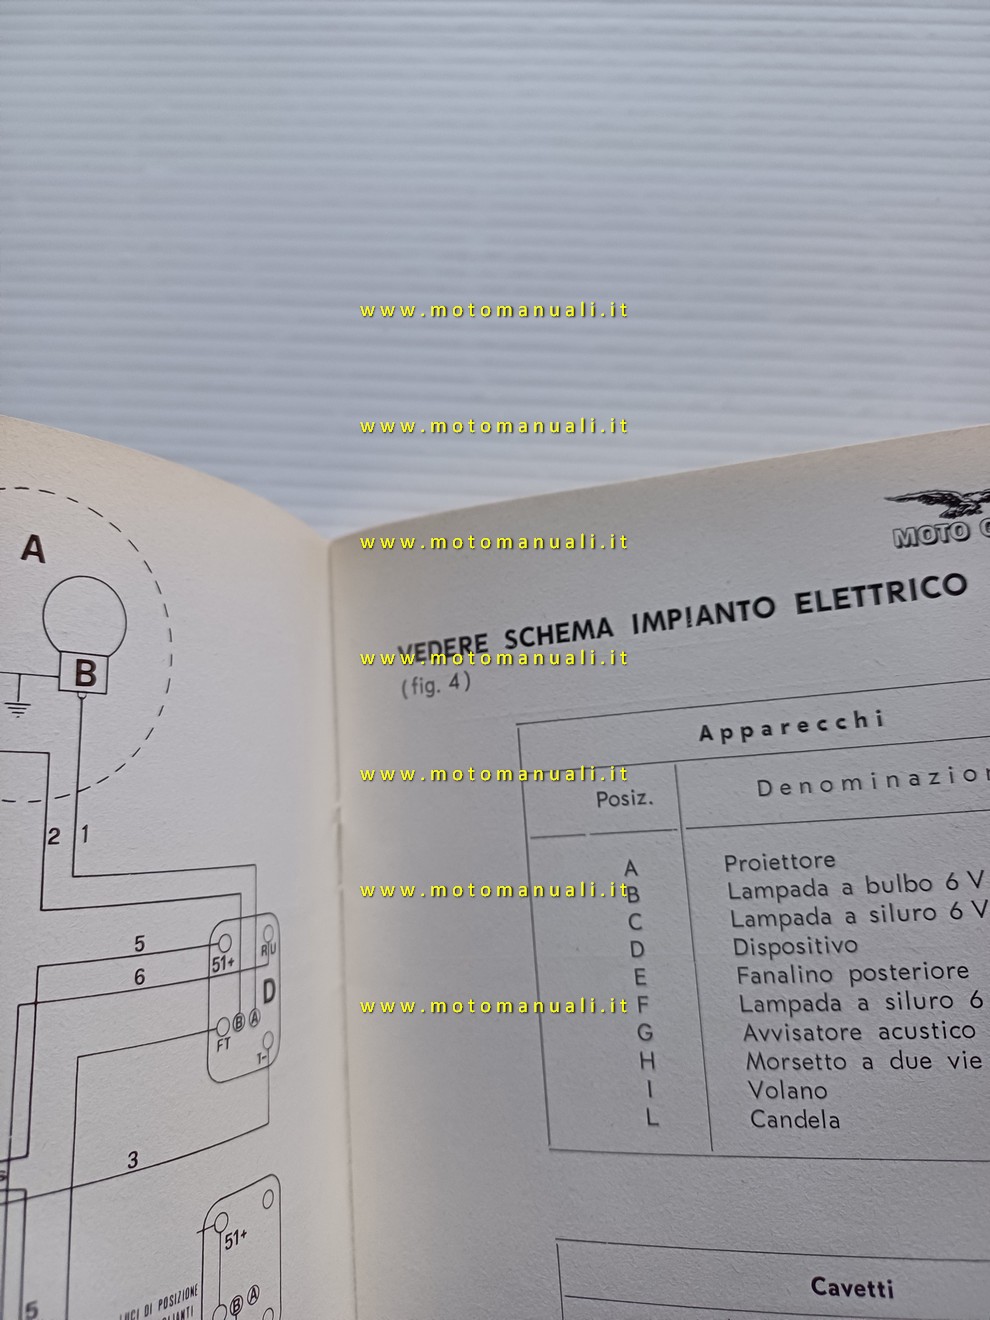 www.motomanuali.it
www.motomanuali.it
www.motomanuali.it
www.motomanuali.it
www.motomanuali.it
www.motomanuali.it
www.motomanuali.it
A
B
2 1
5
6
51+
RU
D
B A
FT
T-
3
51+
B A
LUCI DI POSIZIONE
5
MOTO
VEDERE SCHEMA IMPIANTO ELETTRICO
(fig. 4)
Apparecchi
Posiz.
A Proiettore
B Lampada a bulbo 6 V
C Lampada a siluro 6 V
D Dispositivo
E Fanalino posteriore
F Lampada a siluro 6
G Avvisatore acustico
H Morsetto a due vie
I Volano
L Candela
Cavetti